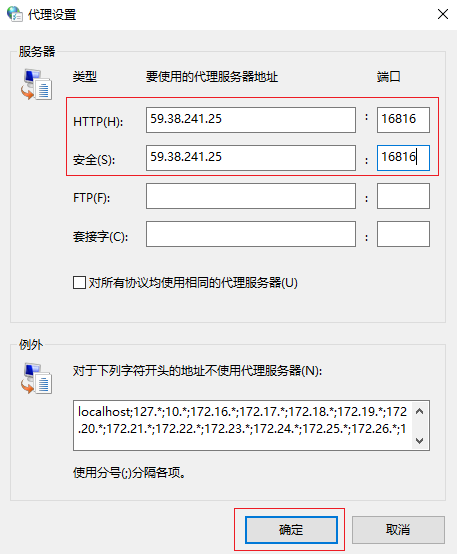 代理设置
服务器
类型 要使用的代理服务器地址 端口
HTTP(H): 59.38.241.25 : 16816
安全(S): 59.38.241.25 : 16816
FTP(F): :
套接字(C): :
对所有协议均使用相同的代理服务器(U)
例外
对于下列字符开头的地址不使用代理服务器(N):
localhost;127.*;10.*;172.16.*;172.17.*;172.18.*;172.19.*;172
.20.*;172.21.*;172.22.*;172.23.*;172.24.*;172.25.*;172.26.*;1
使用分号(;)分隔各项。
确定 取消